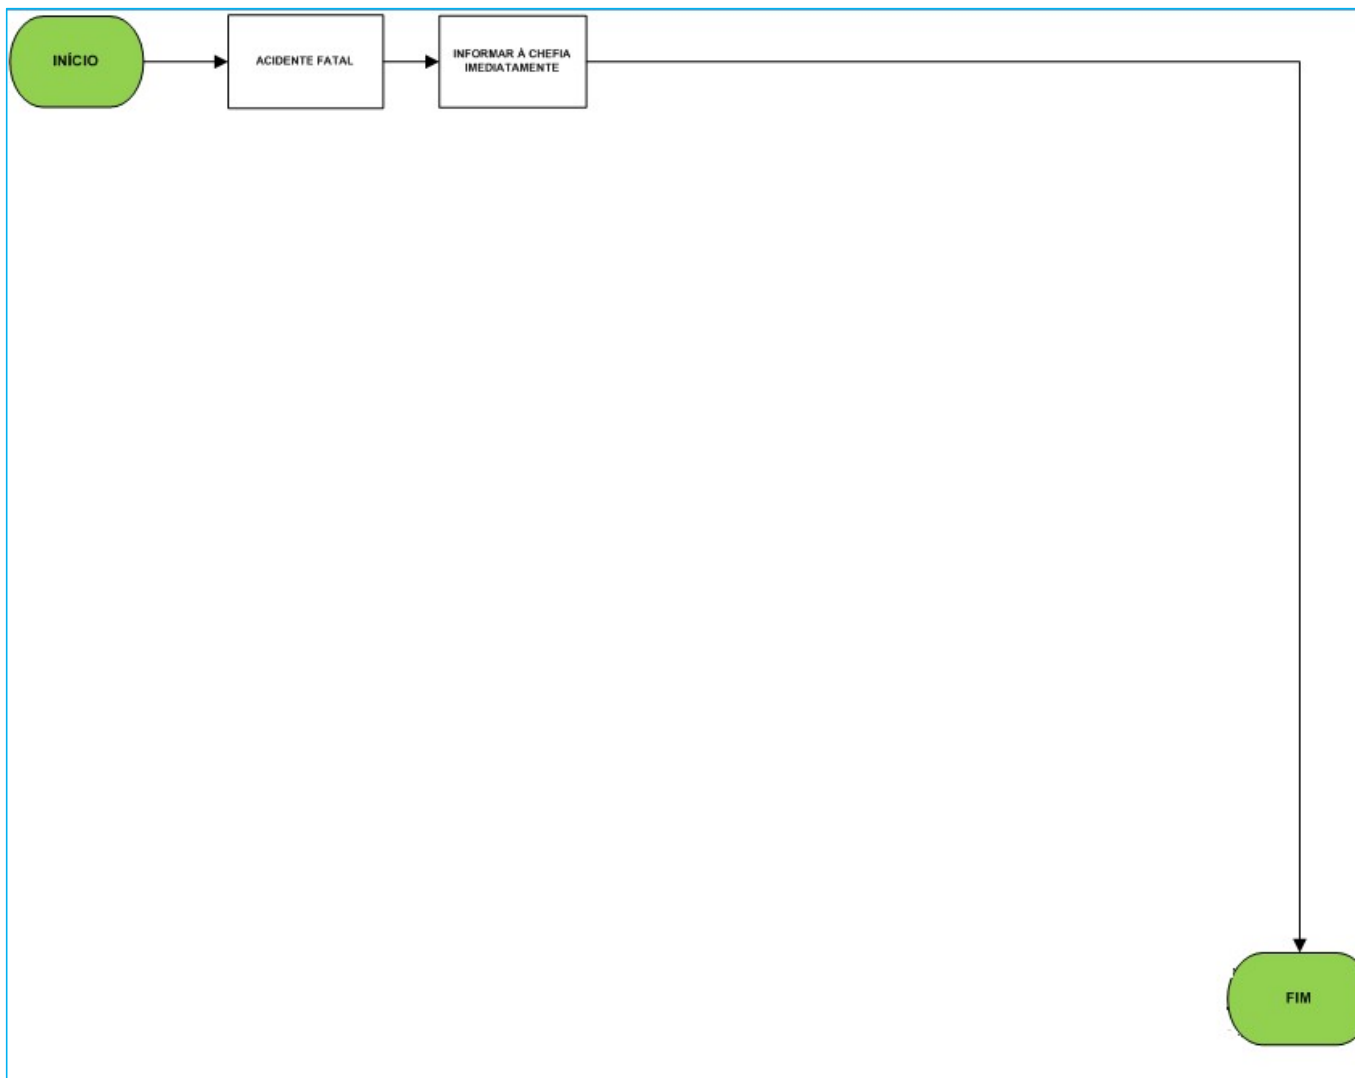 INÍCIO
ACIDENTE FATAL
INFORMAR À CHEFIA
IMEDIATAMENTE
FIM